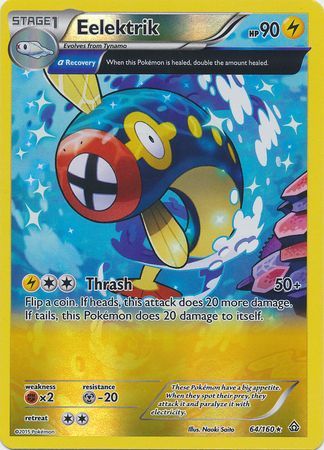 STAGE1
Eelektrik
HP90
Evolves from Tynamo
α Recovery When this Pokémon is healed, double the amount healed.
Thrash 50+
Flip a coin. If heads, this attack does 20 more damage.
If tails, this Pokémon does 20 damage to itself.
weakness
×2
resistance
-20
retreat
These Pokémon have a big appetite.
When they spot their prey, they
attack it and paralyze it with
electricity.
©2015 Pokémon
Illus. Naoki Saito
64/160 ★